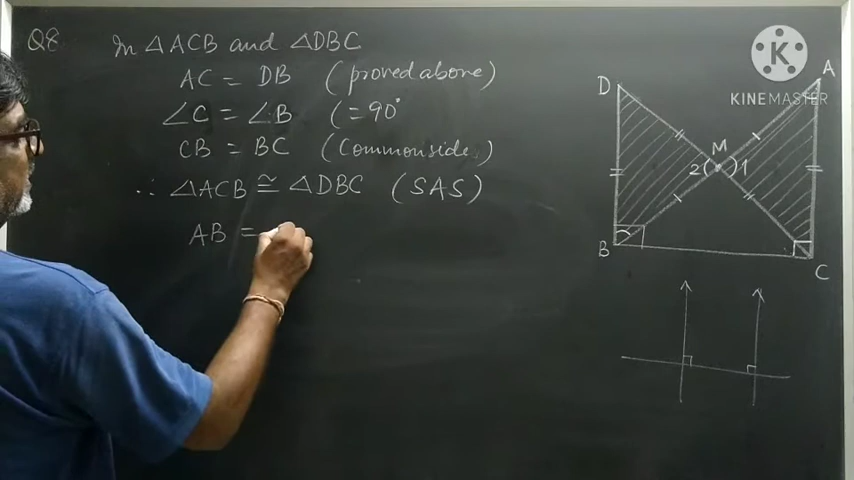 Q8 In △ACB and △DBC
AC = DB (proved above)
∠C = ∠B (= 90°
CB = BC (Common side)
∴ △ACB ≅ △DBC (SAS)
AB =
K
KINEMASTER
D
A
M
2 1
B
C